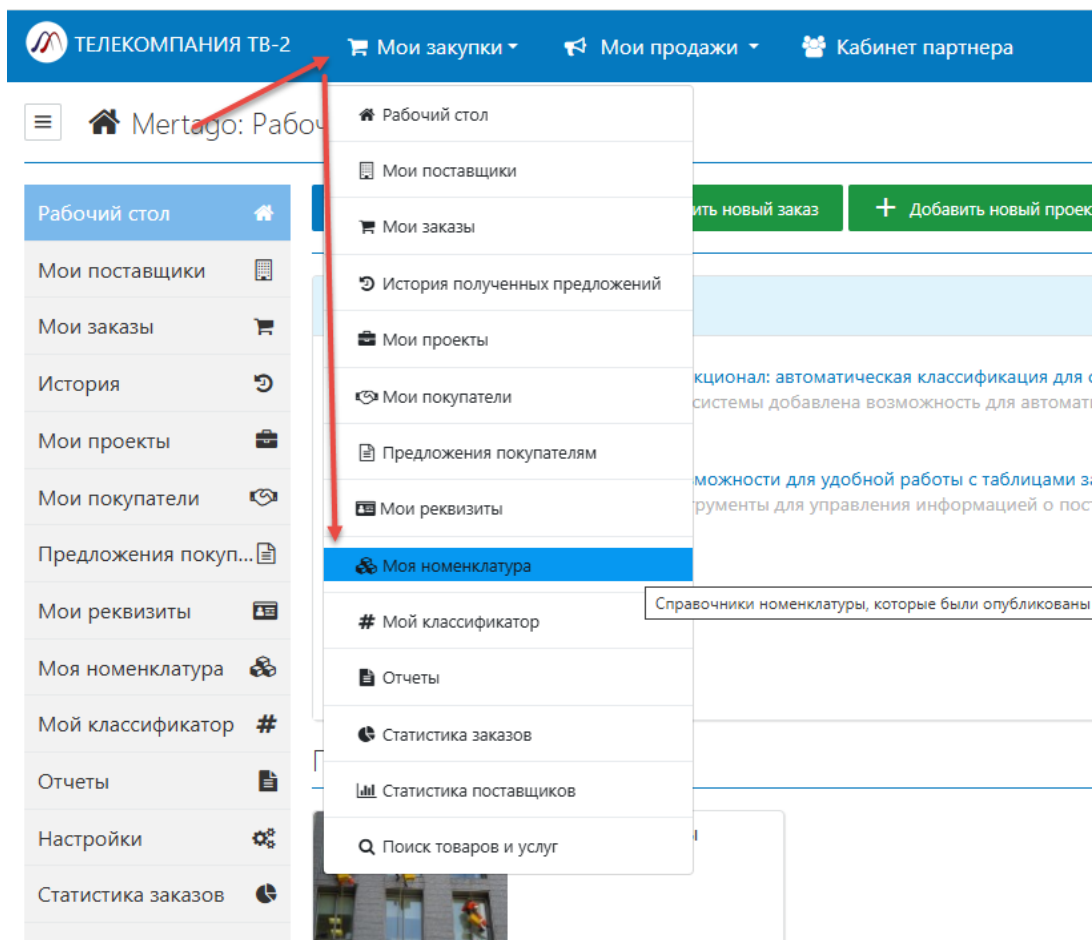 ТЕЛЕКОМПАНИЯ ТВ-2 Мои закупки Мои продажи Кабинет партнера
Mertago: Рабоч
Рабочий стол
Мои поставщики
Мои заказы
История
Мои проекты
Мои покупатели
Предложения покуп...
Мои реквизиты
Моя номенклатура
Мой классификатор
Отчеты
Настройки
Статистика заказов
Рабочий стол
Мои поставщики
Мои заказы
История полученных предложений
Мои проекты
Мои покупатели
Предложения покупателям
Мои реквизиты
Моя номенклатура
Мой классификатор
Отчеты
Статистика заказов
Статистика поставщиков
Поиск товаров и услуг
ить новый заказ + Добавить новый проек
кционал: автоматическая классификация для
системы добавлена возможность для автомат
можности для удобной работы с таблицами з
рументы для управления информацией о пос
Справочники номенклатуры, которые были опубликованы